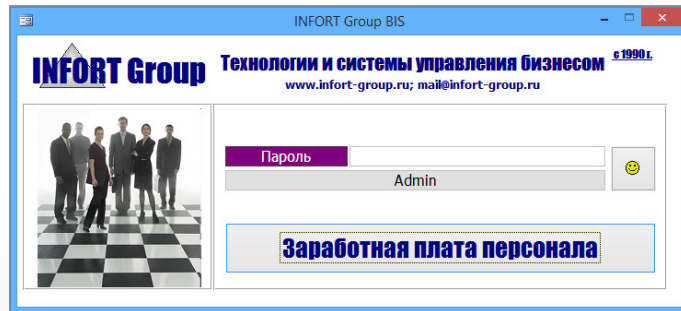 INFORT Group BIS
INFORT Group
Технологии и системы управления бизнесом с 1990 г.
www.infort-group.ru; mail@infort-group.ru
Пароль
Admin
Заработная плата персонала